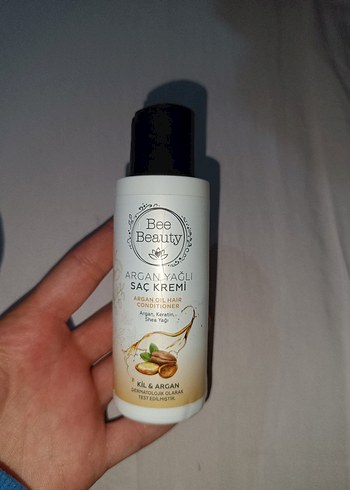 Bee
Beauty
ARGAN YAĞLI
SAÇ KREMİ
ARGAN OIL HAIR
CONDITIONER
Argan, Keratin,
Shea Yağı
KİL & ARGAN
DERMATOLOJİK OLARAK
TEST EDİLMİŞTİR.